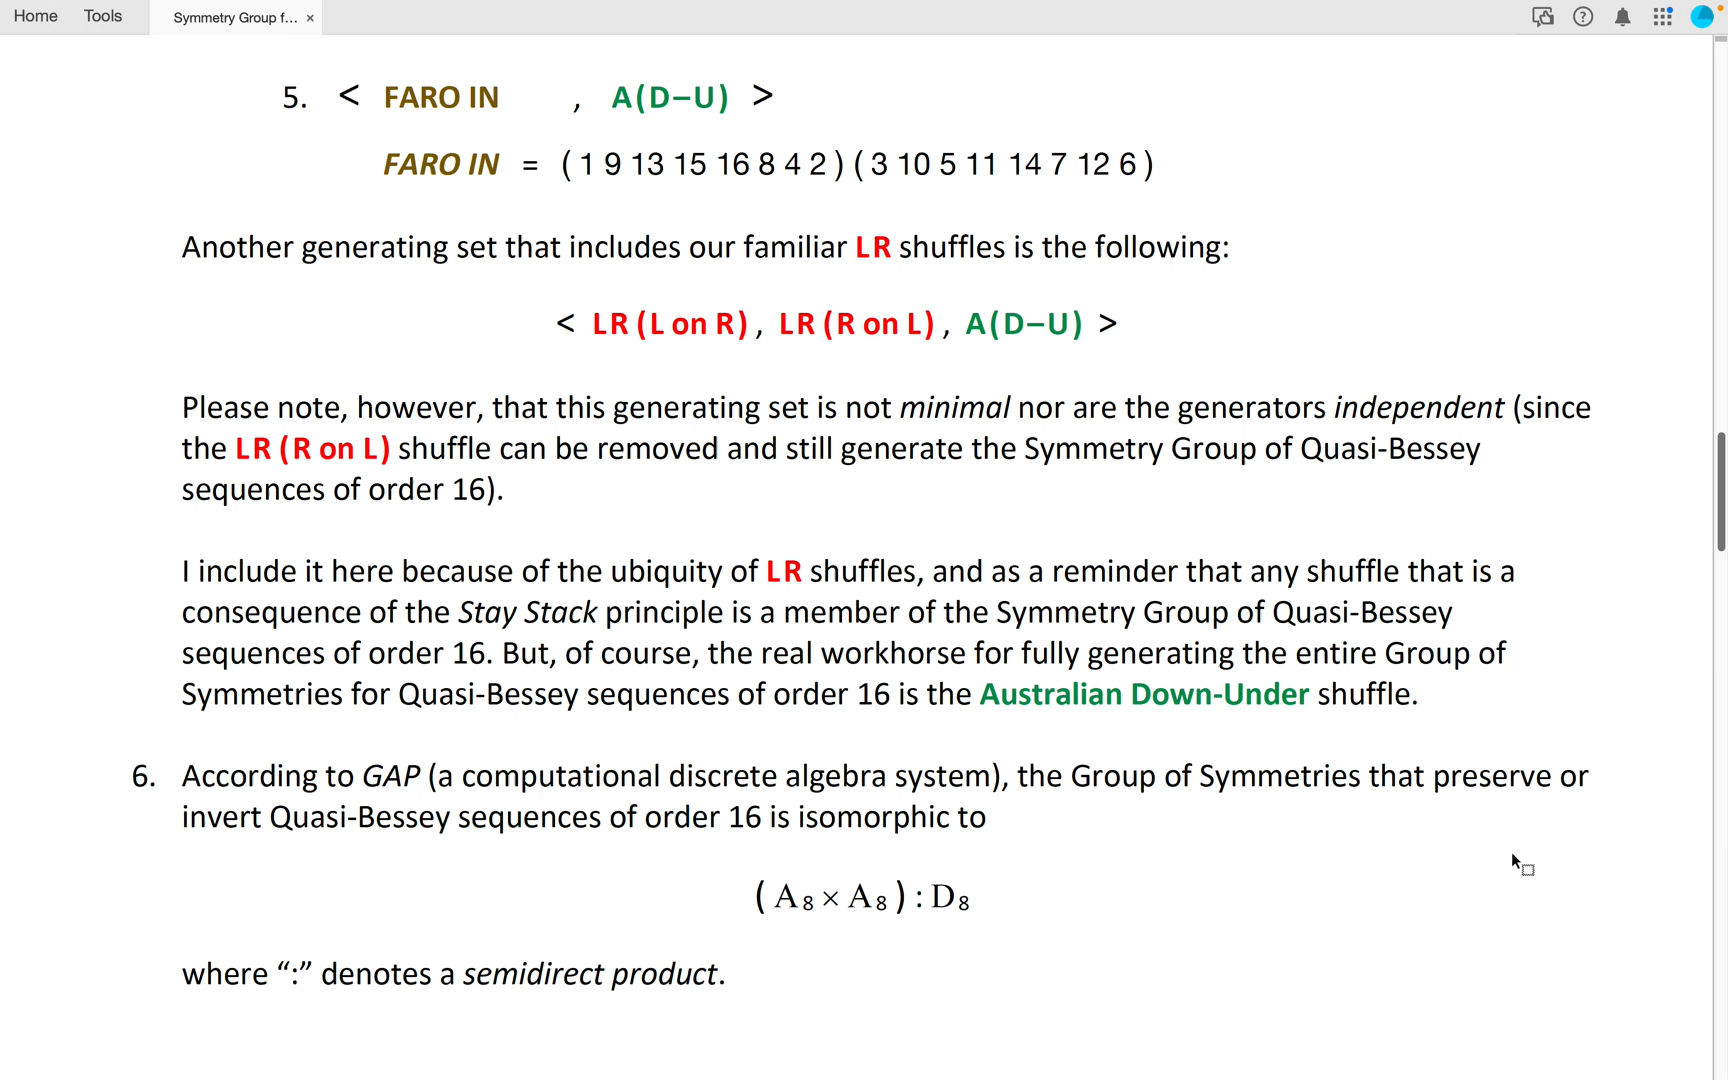 Home Tools Symmetry Group f... ×
5. < FARO IN , A(D–U) >
FARO IN = ( 1 9 13 15 16 8 4 2 ) ( 3 10 5 11 14 7 12 6 )
Another generating set that includes our familiar LR shuffles is the following:
< LR (L on R) , LR (R on L) , A(D–U) >
Please note, however, that this generating set is not minimal nor are the generators independent (since
the LR (R on L) shuffle can be removed and still generate the Symmetry Group of Quasi-Bessey
sequences of order 16).
I include it here because of the ubiquity of LR shuffles, and as a reminder that any shuffle that is a
consequence of the Stay Stack principle is a member of the Symmetry Group of Quasi-Bessey
sequences of order 16. But, of course, the real workhorse for fully generating the entire Group of
Symmetries for Quasi-Bessey sequences of order 16 is the Australian Down-Under shuffle.
6. According to GAP (a computational discrete algebra system), the Group of Symmetries that preserve or
invert Quasi-Bessey sequences of order 16 is isomorphic to
( A₈ × A₈ ) : D₈
where “:” denotes a semidirect product.